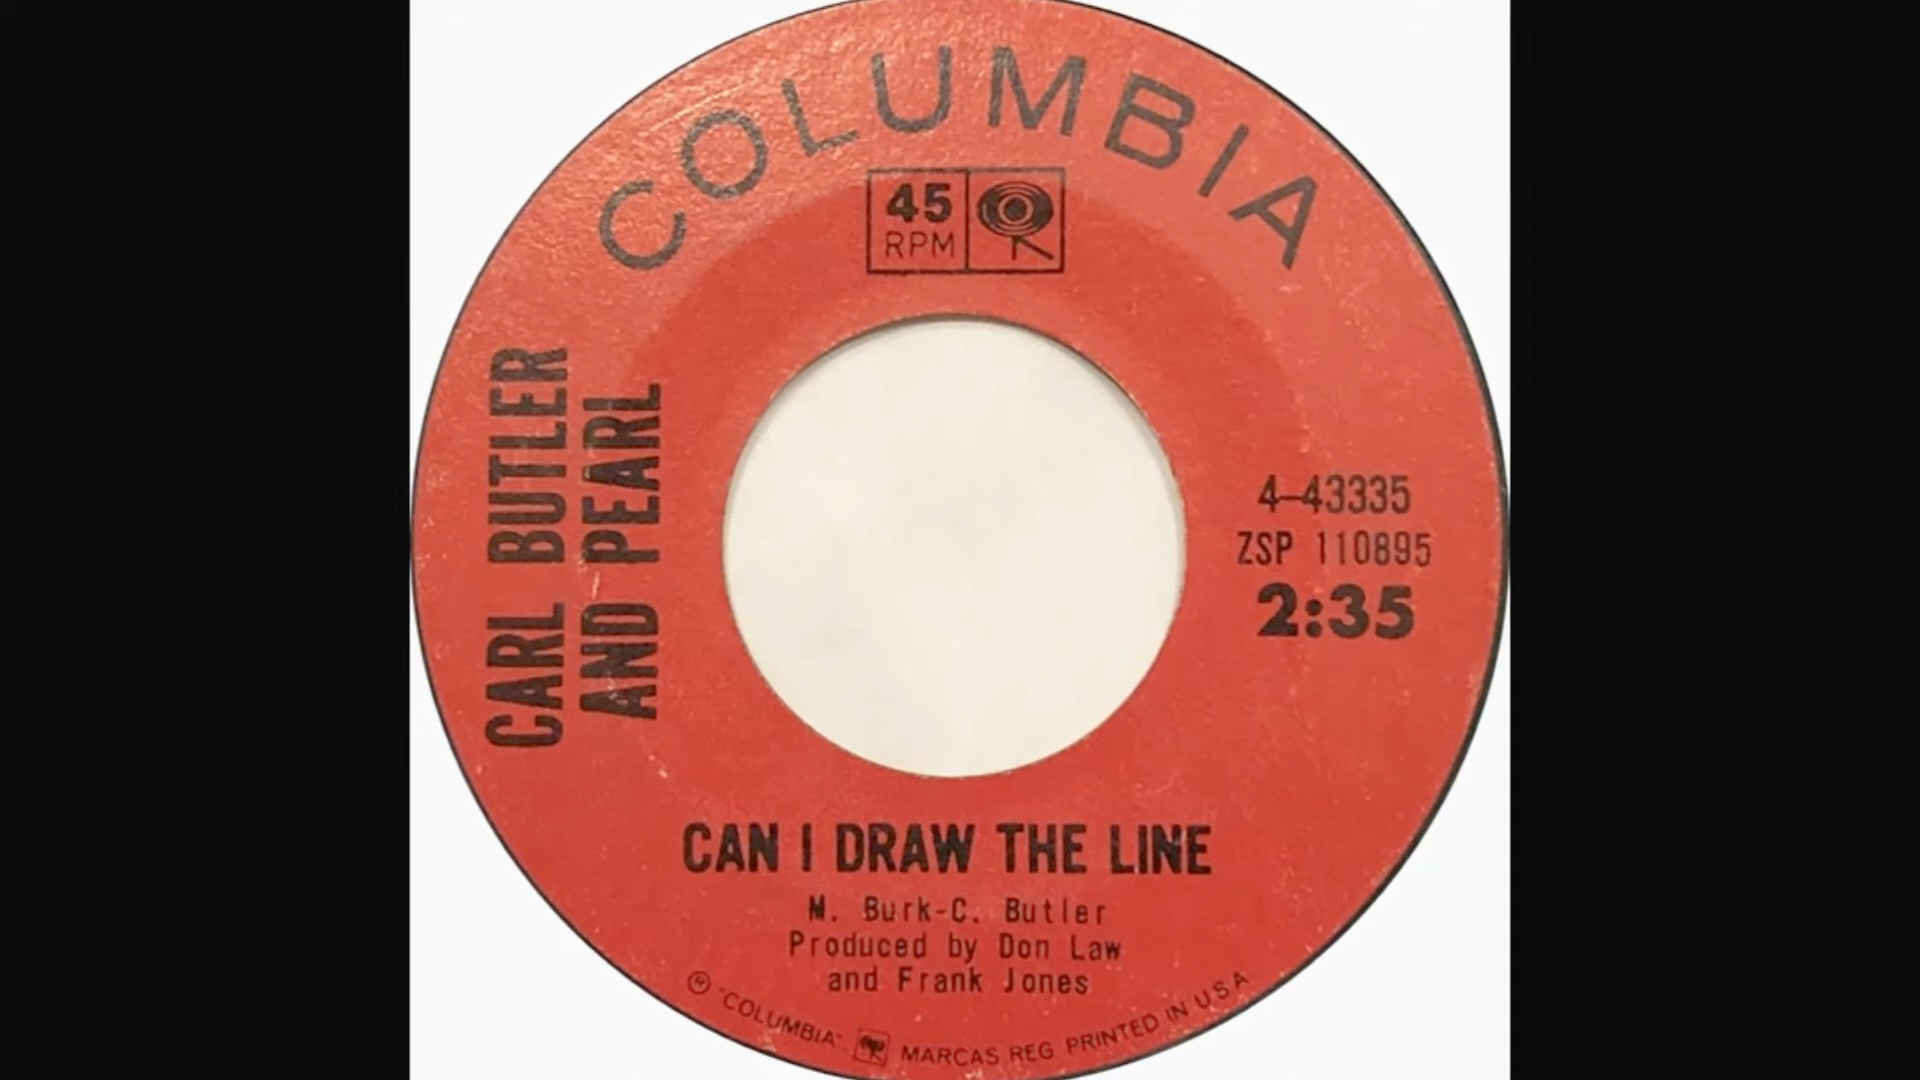 COLUMBIA
45
RPM
CARL BUTLER
AND PEARL
4-43335
ZSP 110895
2:35
CAN I DRAW THE LINE
M. Burk-C. Butler
Produced by Don Law
and Frank Jones
Ⓡ "COLUMBIA" MARCAS REG PRINTED IN U S A